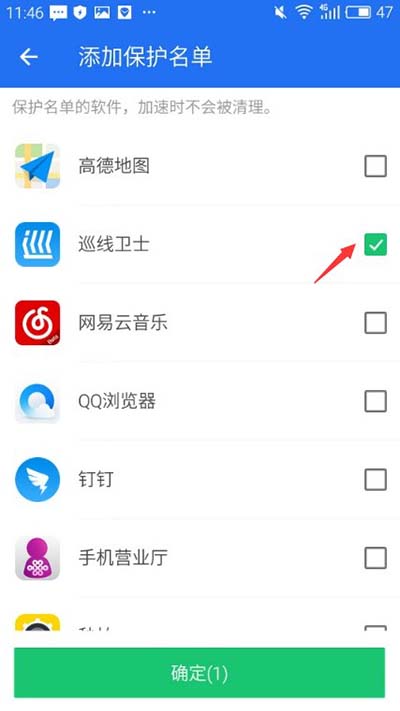 11:46
4G
47
添加保护名单
保护名单的软件，加速时不会被清理。
高德地图
巡线卫士
网易云音乐
QQ浏览器
钉钉
手机营业厅
确定(1)